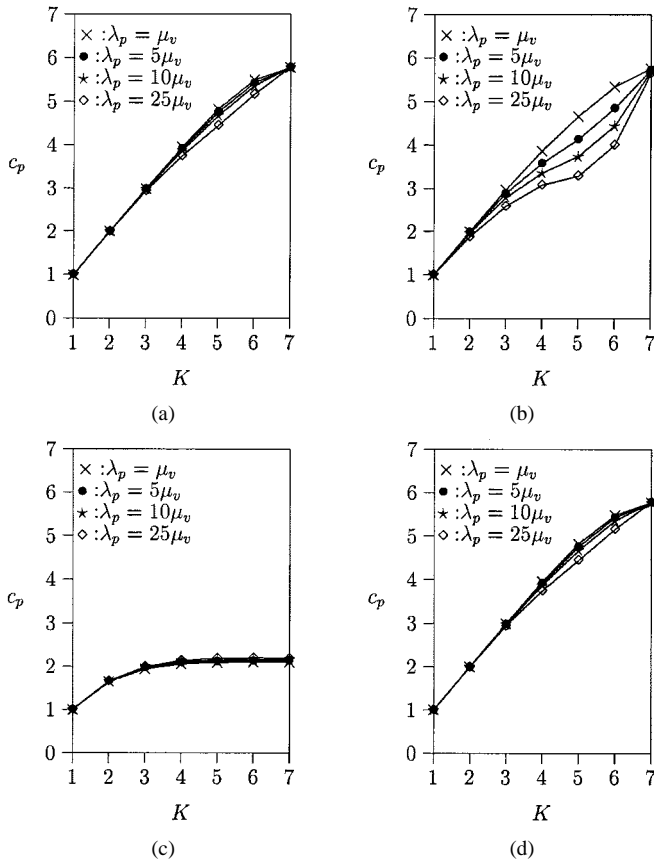 7
6
5
4
3
2
1
0
c_p
× :λ_p = μ_v
● :λ_p = 5μ_v
★ :λ_p = 10μ_v
◇ :λ_p = 25μ_v
1 2 3 4 5 6 7
K
(a)
7
6
5
4
3
2
1
0
c_p
× :λ_p = μ_v
● :λ_p = 5μ_v
★ :λ_p = 10μ_v
◇ :λ_p = 25μ_v
1 2 3 4 5 6 7
K
(b)
7
6
5
4
3
2
1
0
c_p
× :λ_p = μ_v
● :λ_p = 5μ_v
★ :λ_p = 10μ_v
◇ :λ_p = 25μ_v
1 2 3 4 5 6 7
K
(c)
7
6
5
4
3
2
1
0
c_p
× :λ_p = μ_v
● :λ_p = 5μ_v
★ :λ_p = 10μ_v
◇ :λ_p = 25μ_v
1 2 3 4 5 6 7
K
(d)